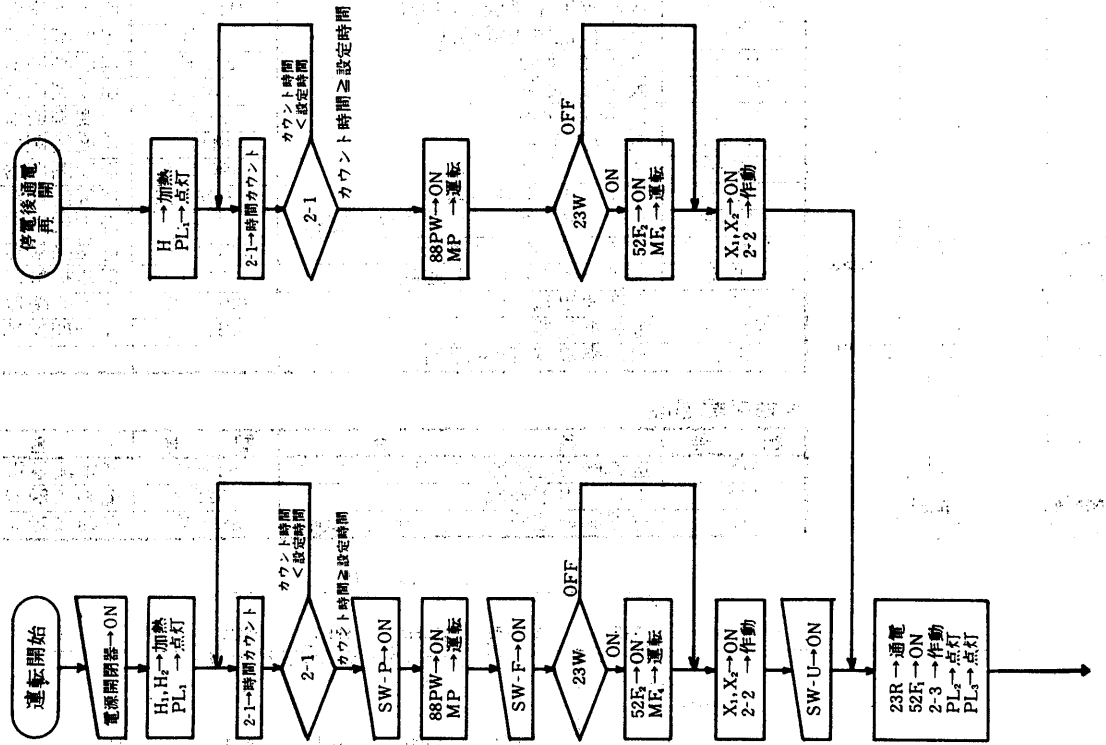 運転開始
電源開閉器→ON
H₁,H₂→加熱
PL₁→点灯
2-1→時間カウント
2-1
カウント時間
<設定時間
カウント時間≧設定時間
SW-P→ON
88PW→ON
MP→運転
SW-F→ON
23W
OFF
ON
52F₂→ON
MF₄→運転
X₁,X₂→ON
2-2→作動
SW-U→ON
23R→通電
52F₁→ON
2-3→作動
PL₂→点灯
PL₃→点灯
停電後通電
再開
H→加熱
PL₁→点灯
2-1→時間カウント
2-1
カウント時間
<設定時間
カウント時間≧設定時間
88PW→ON
MP→運転
23W
OFF
ON
52F₂→ON
MF₄→運転
X₁,X₂→ON
2-2→作動